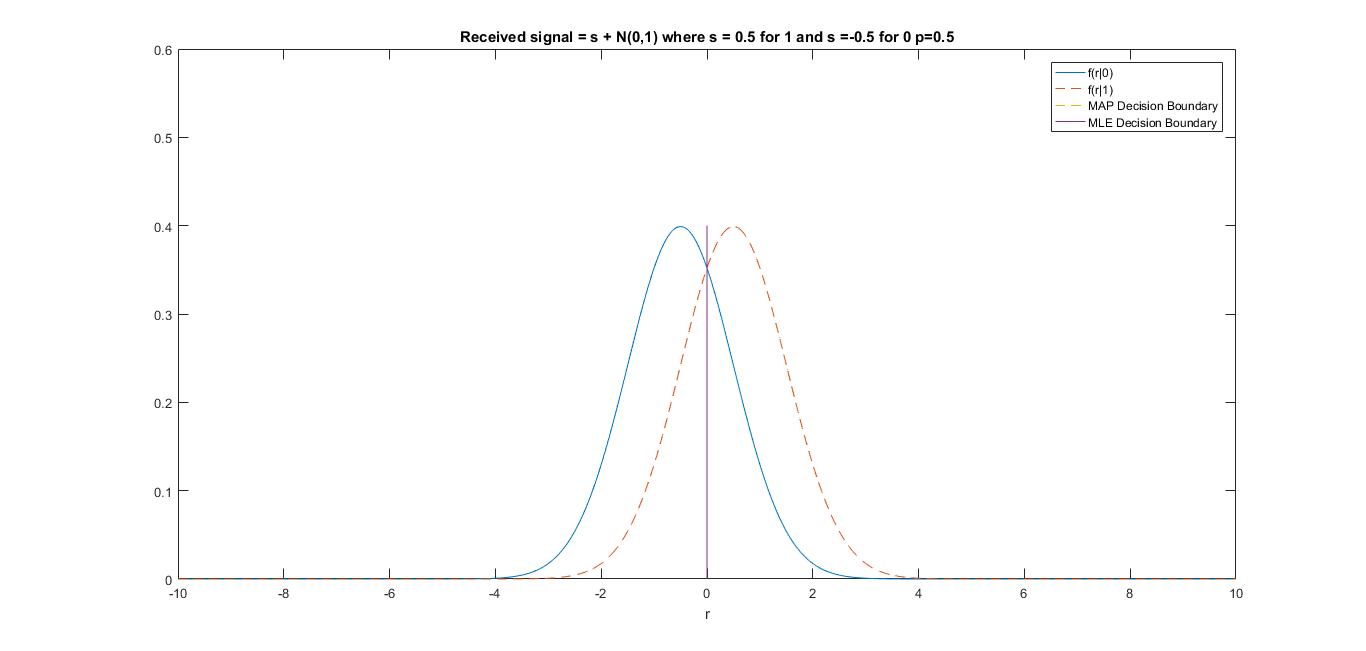 Received signal = s + N(0,1) where s = 0.5 for 1 and s =-0.5 for 0 p=0.5
0.6
f(r|0)
f(r|1)
MAP Decision Boundary
MLE Decision Boundary
0.5
0.4
0.3
0.2
0.1
0
-10 -8 -6 -4 -2 0 2 4 6 8 10
r